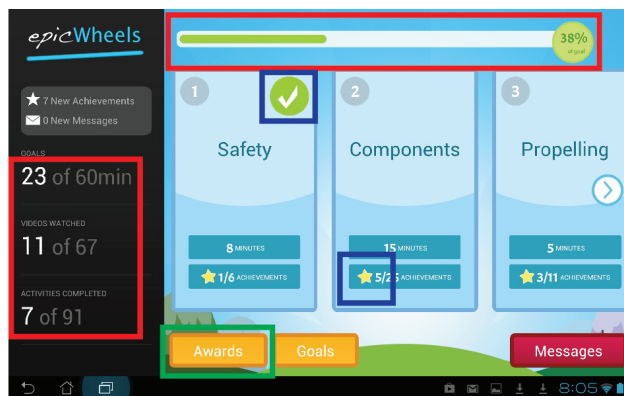 epicWheels
7 New Achievements
0 New Messages
GOALS
23 of 60min
VIDEOS WATCHED
11 of 67
ACTIVITIES COMPLETED
7 of 91
38%
of goal
1
Safety
8 MINUTES
1/6 ACHIEVEMENTS
2
Components
15 MINUTES
5/25 ACHIEVEMENTS
3
Propelling
5 MINUTES
3/11 ACHIEVEMENTS
Awards
Goals
Messages
8:05